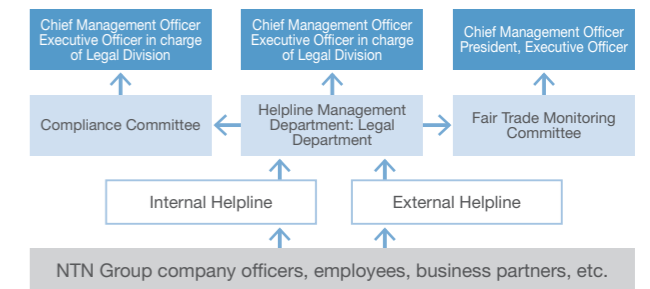 Chief Management Officer
Executive Officer in charge
of Legal Division
Chief Management Officer
Executive Officer in charge
of Legal Division
Chief Management Officer
President, Executive Officer
Compliance Committee
Helpline Management
Department: Legal
Department
Fair Trade Monitoring
Committee
Internal Helpline
External Helpline
NTN Group company officers, employees, business partners, etc.